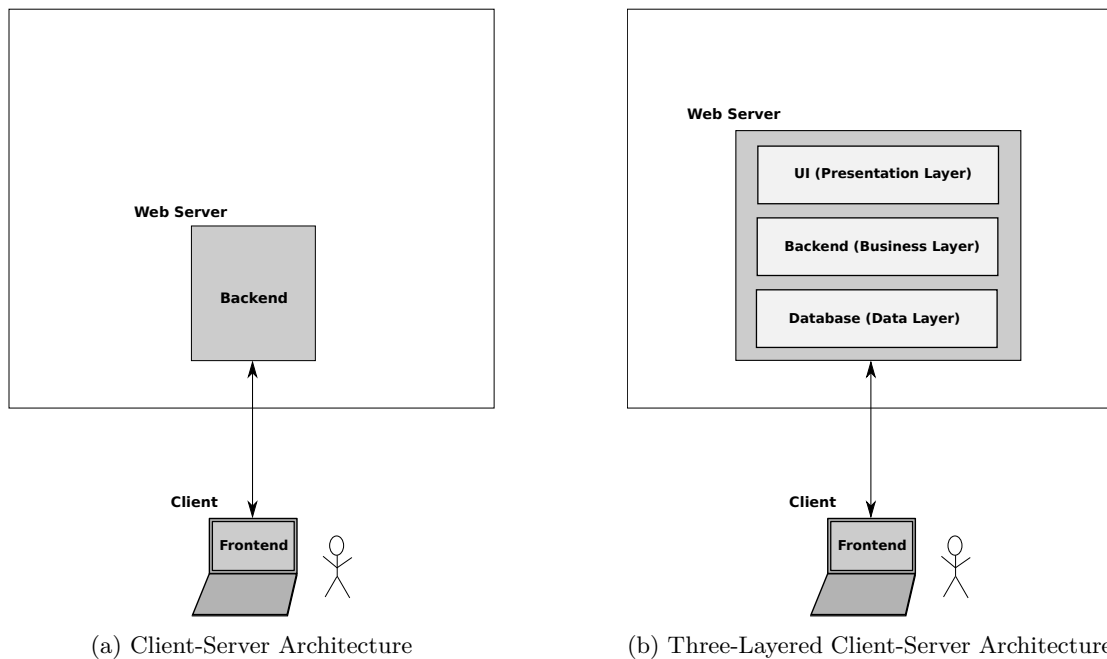 Web Server
Backend
Client
Frontend
(a) Client-Server Architecture
Web Server
UI (Presentation Layer)
Backend (Business Layer)
Database (Data Layer)
Client
Frontend
(b) Three-Layered Client-Server Architecture